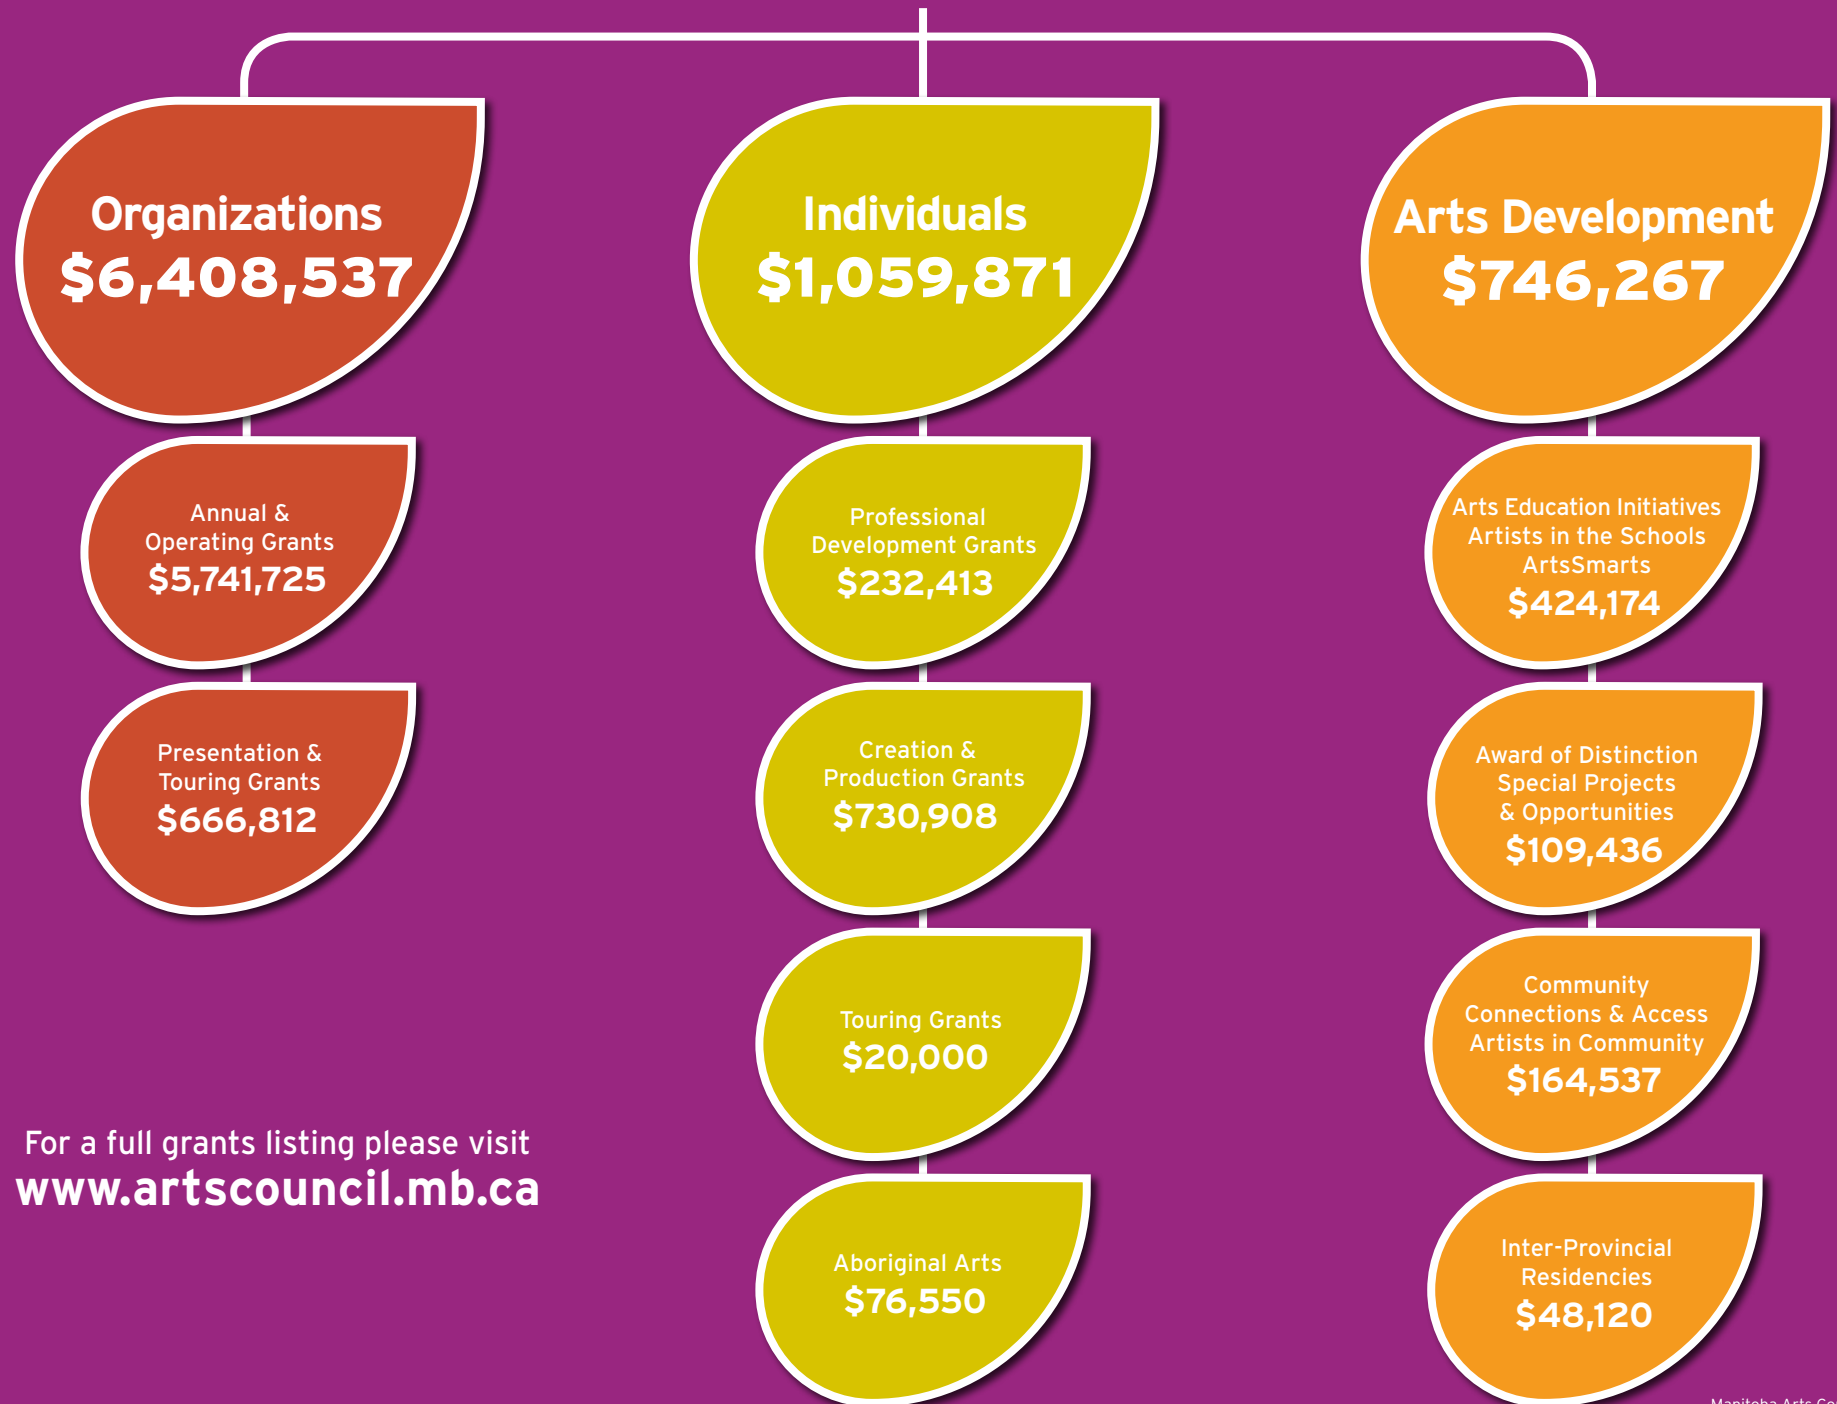 Organizations
$6,408,537
Annual &
Operating Grants
$5,741,725
Presentation &
Touring Grants
$666,812
For a full grants listing please visit
www.artscouncil.mb.ca
Individuals
$1,059,871
Professional
Development Grants
$232,413
Creation &
Production Grants
$730,908
Touring Grants
$20,000
Aboriginal Arts
$76,550
Arts Development
$746,267
Arts Education Initiatives
Artists in the Schools
ArtsSmarts
$424,174
Award of Distinction
Special Projects
& Opportunities
$109,436
Community
Connections & Access
Artists in Community
$164,537
Inter-Provincial
Residencies
$48,120
Manitoba Arts